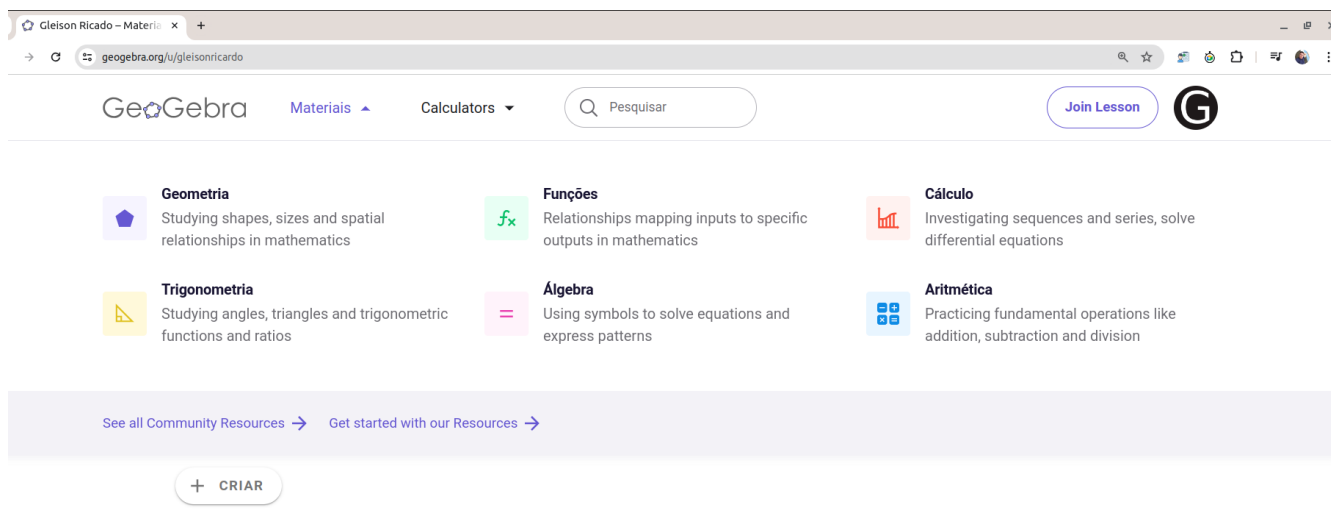 Gleison Ricado – Materia
geogebra.org/u/gleisonricardo
GeoGebra
Materiais
Calculators
Pesquisar
Join Lesson
G
Geometria
Studying shapes, sizes and spatial
relationships in mathematics
Funções
Relationships mapping inputs to specific
outputs in mathematics
Cálculo
Investigating sequences and series, solve
differential equations
Trigonometria
Studying angles, triangles and trigonometric
functions and ratios
Álgebra
Using symbols to solve equations and
express patterns
Aritmética
Practicing fundamental operations like
addition, subtraction and division
See all Community Resources →
Get started with our Resources →
+ CRIAR